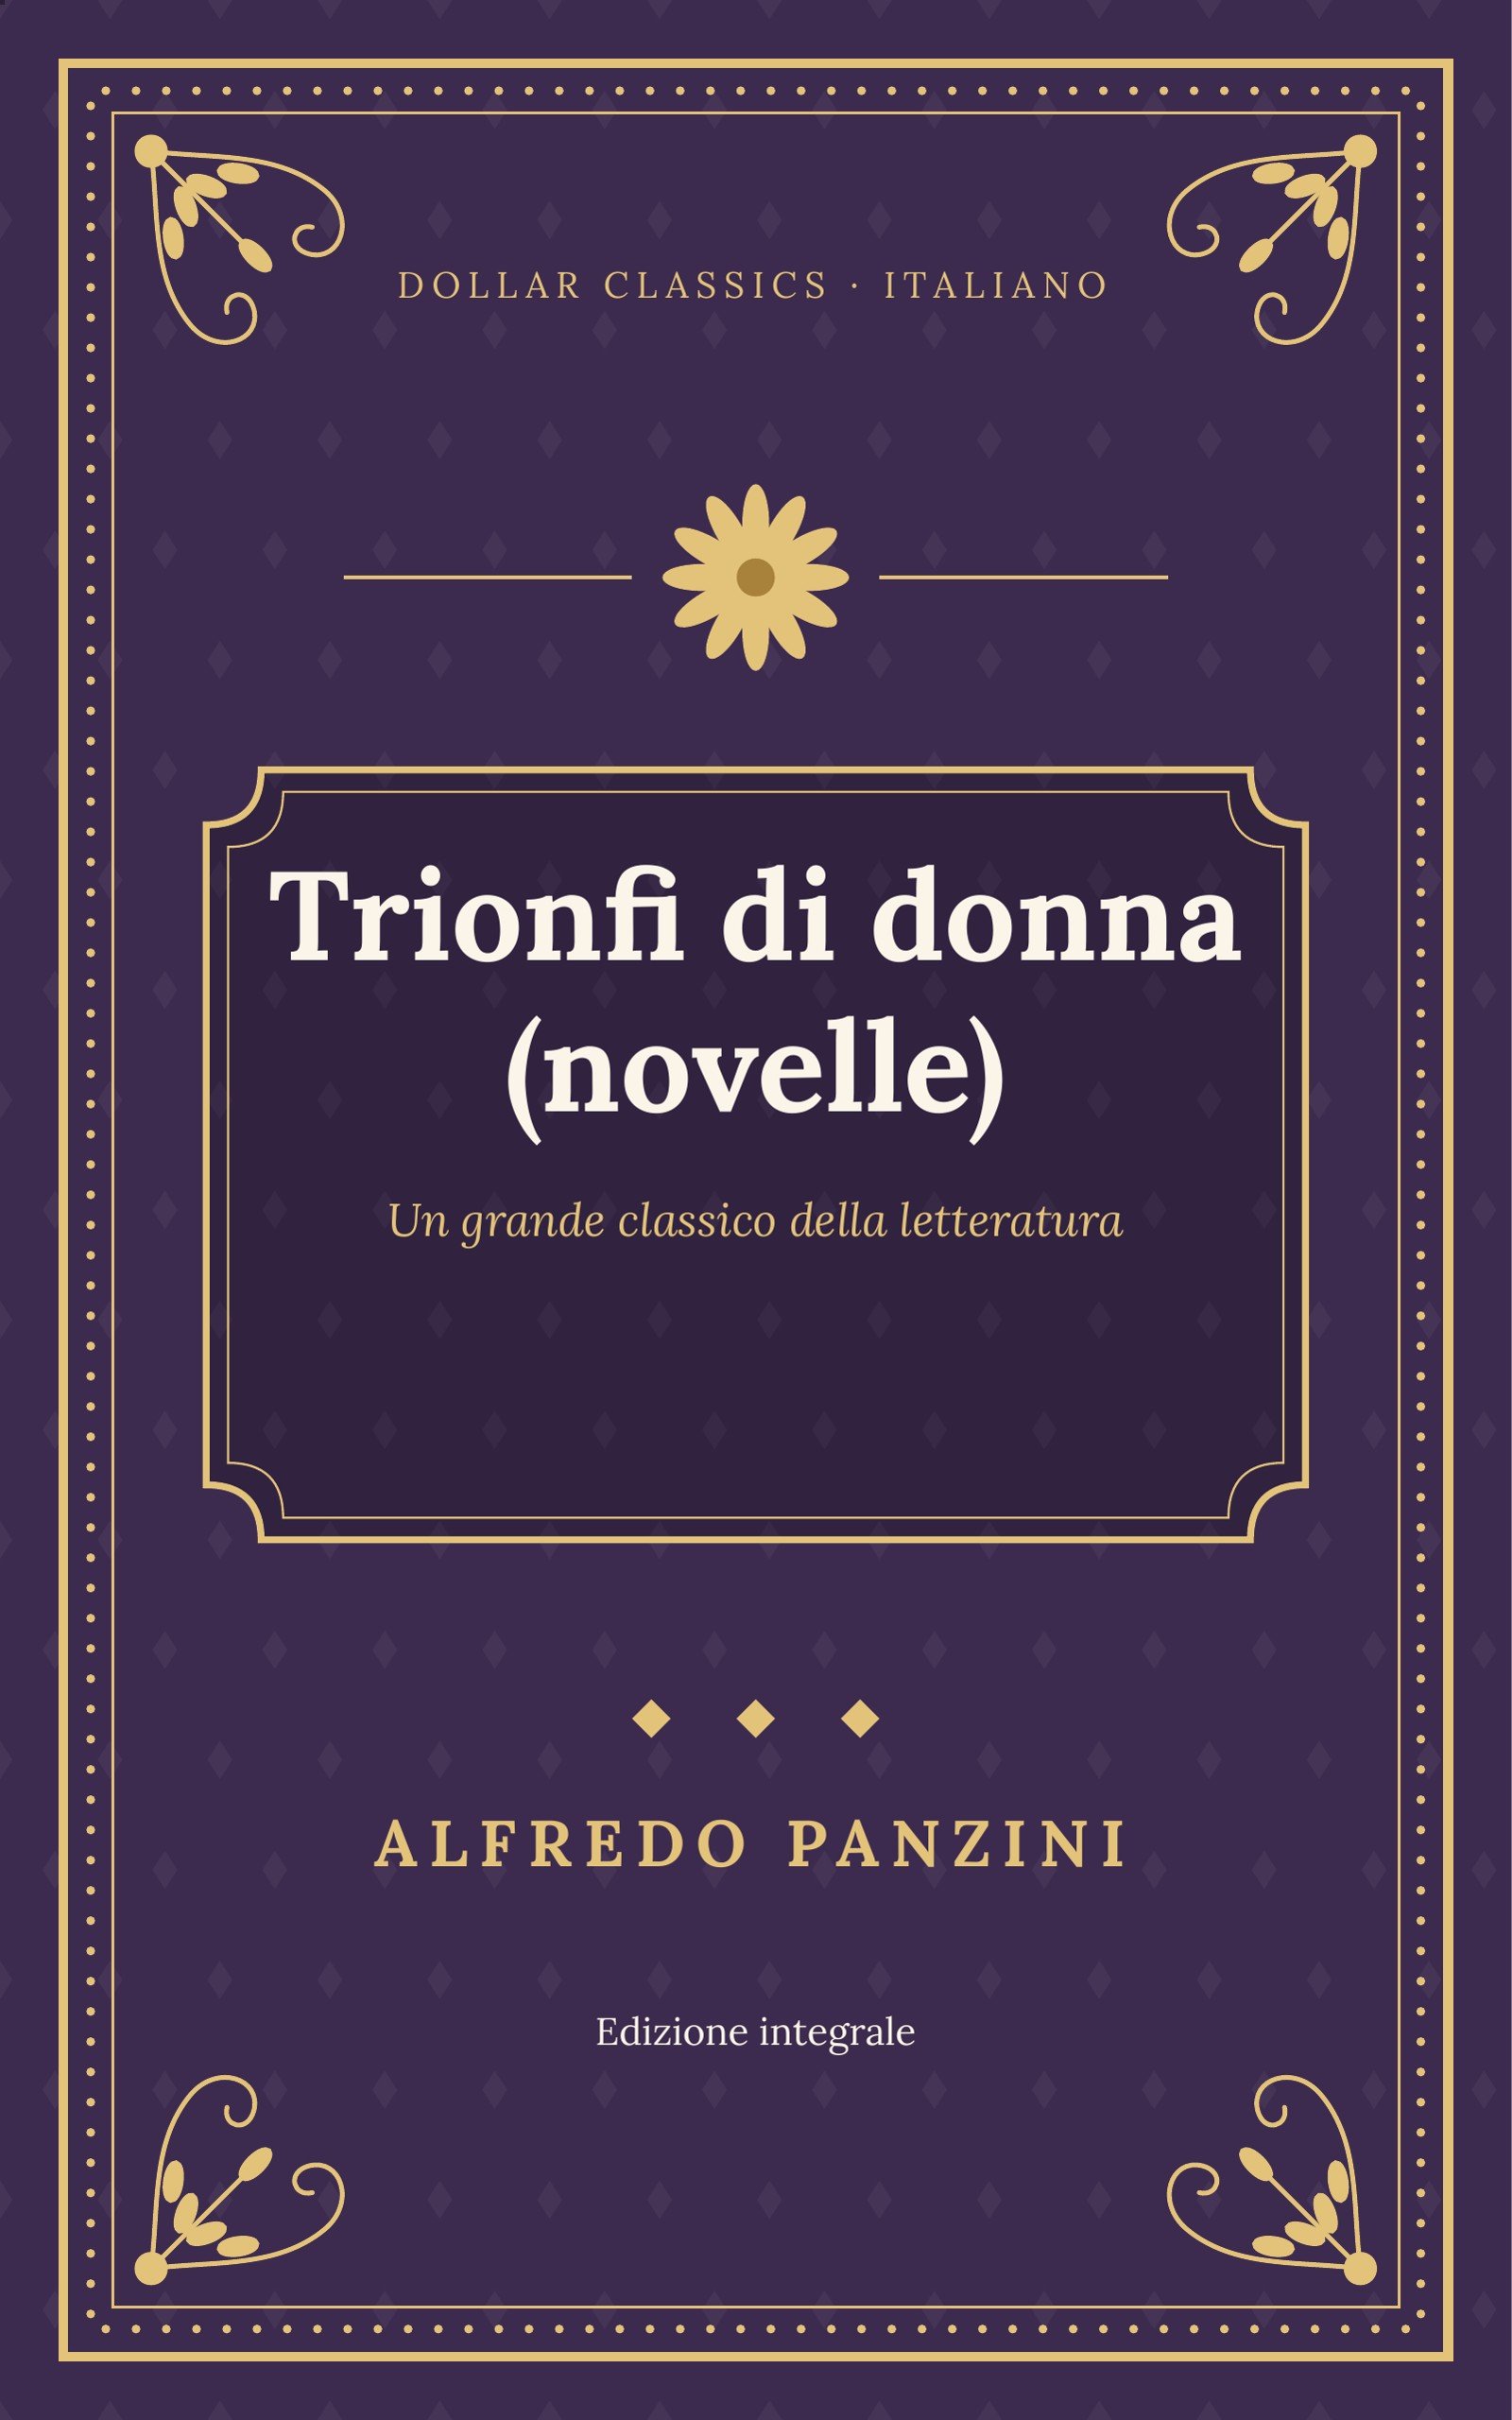 DOLLAR CLASSICS · ITALIANO
Trionfi di donna
(novelle)
Un grande classico della letteratura
ALFREDO PANZINI
Edizione integrale